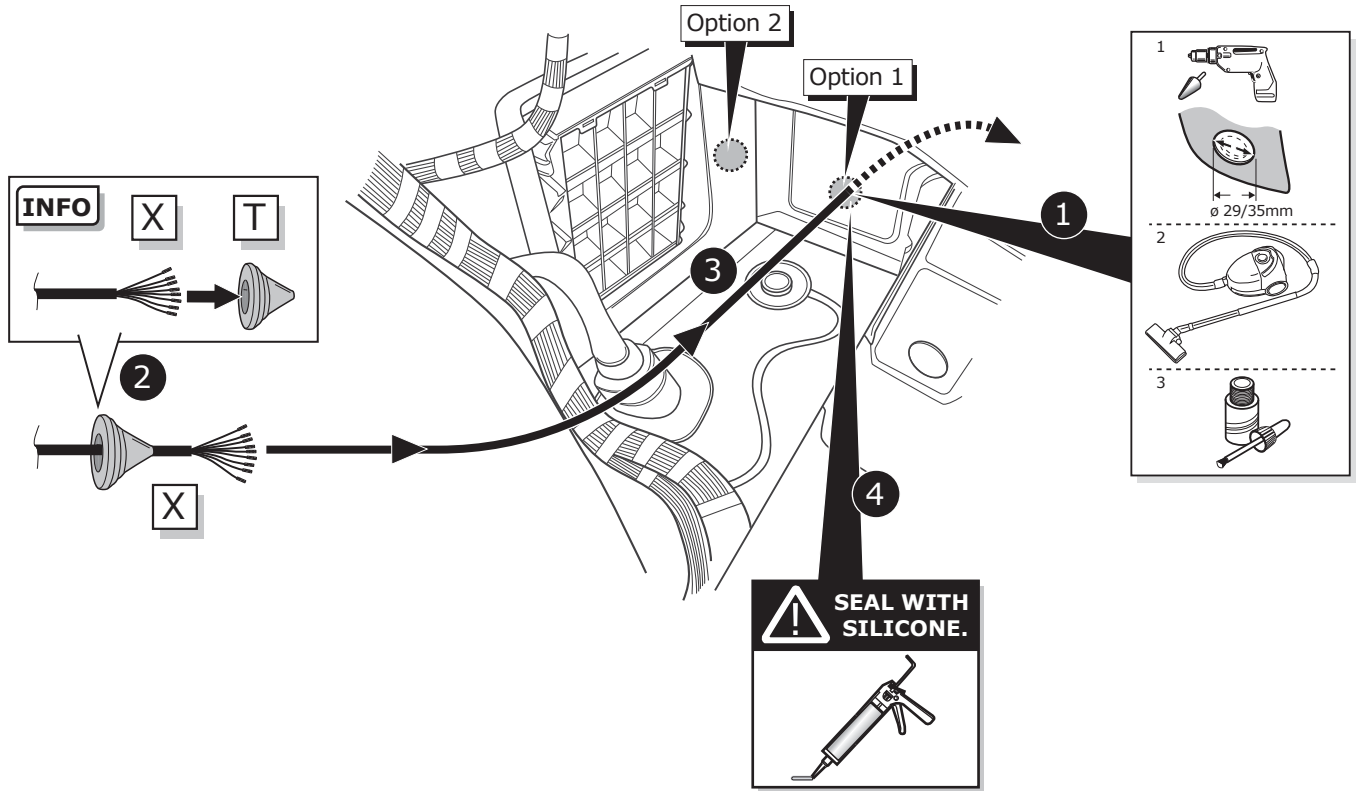 Option 2
Option 1
INFO
X
T
2
X
3
1
4
1
ø 29/35mm
2
3
SEAL WITH
SILICONE.